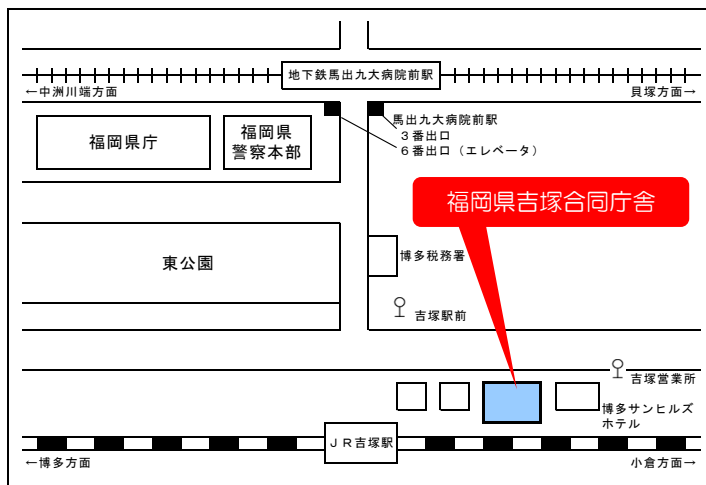 地下鉄馬出九大病院前駅
←中洲川端方面
貝塚方面→
福岡県庁
福岡県
警察本部
馬出九大病院前駅
３番出口
６番出口（エレベータ）
福岡県吉塚合同庁舎
東公園
博多税務署
吉塚駅前
吉塚営業所
博多サンヒルズ
ホテル
ＪＲ吉塚駅
←博多方面
小倉方面→